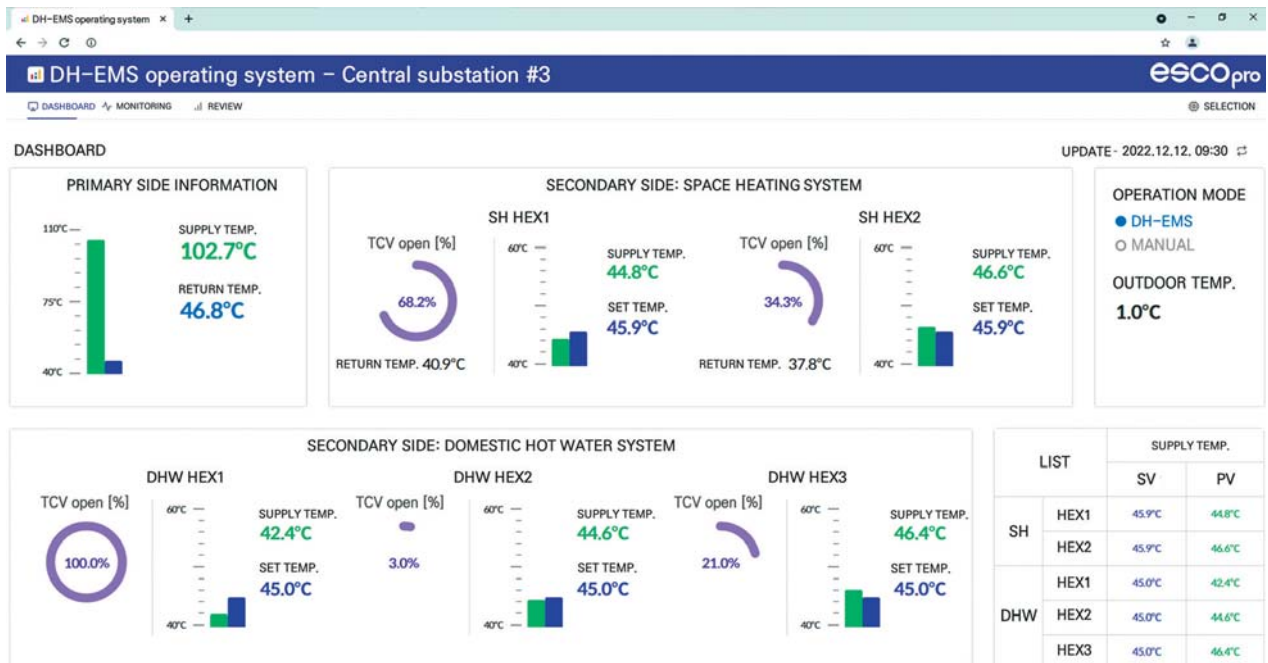 DH-EMS operating system × +
DH-EMS operating system - Central substation #3
escopro
DASHBOARD MONITORING REVIEW
SELECTION
DASHBOARD
UPDATE - 2022.12.12. 09:30
PRIMARY SIDE INFORMATION
110°C
75°C
40°C
SUPPLY TEMP.
102.7°C
RETURN TEMP.
46.8°C
SECONDARY SIDE: SPACE HEATING SYSTEM
SH HEX1
TCV open [%]
68.2%
RETURN TEMP. 40.9°C
60°C
40°C
SUPPLY TEMP.
44.8°C
SET TEMP.
45.9°C
SH HEX2
TCV open [%]
34.3%
RETURN TEMP. 37.8°C
60°C
40°C
SUPPLY TEMP.
46.6°C
SET TEMP.
45.9°C
OPERATION MODE
DH-EMS
MANUAL
OUTDOOR TEMP.
1.0°C
SECONDARY SIDE: DOMESTIC HOT WATER SYSTEM
DHW HEX1
TCV open [%]
100.0%
60°C
40°C
SUPPLY TEMP.
42.4°C
SET TEMP.
45.0°C
DHW HEX2
TCV open [%]
3.0%
60°C
40°C
SUPPLY TEMP.
44.6°C
SET TEMP.
45.0°C
DHW HEX3
TCV open [%]
21.0%
60°C
40°C
SUPPLY TEMP.
46.4°C
SET TEMP.
45.0°C
LIST SUPPLY TEMP.
SV PV
SH HEX1 45.9°C 44.8°C
HEX2 45.9°C 46.6°C
DHW HEX1 45.0°C 42.4°C
HEX2 45.0°C 44.6°C
HEX3 45.0°C 46.4°C